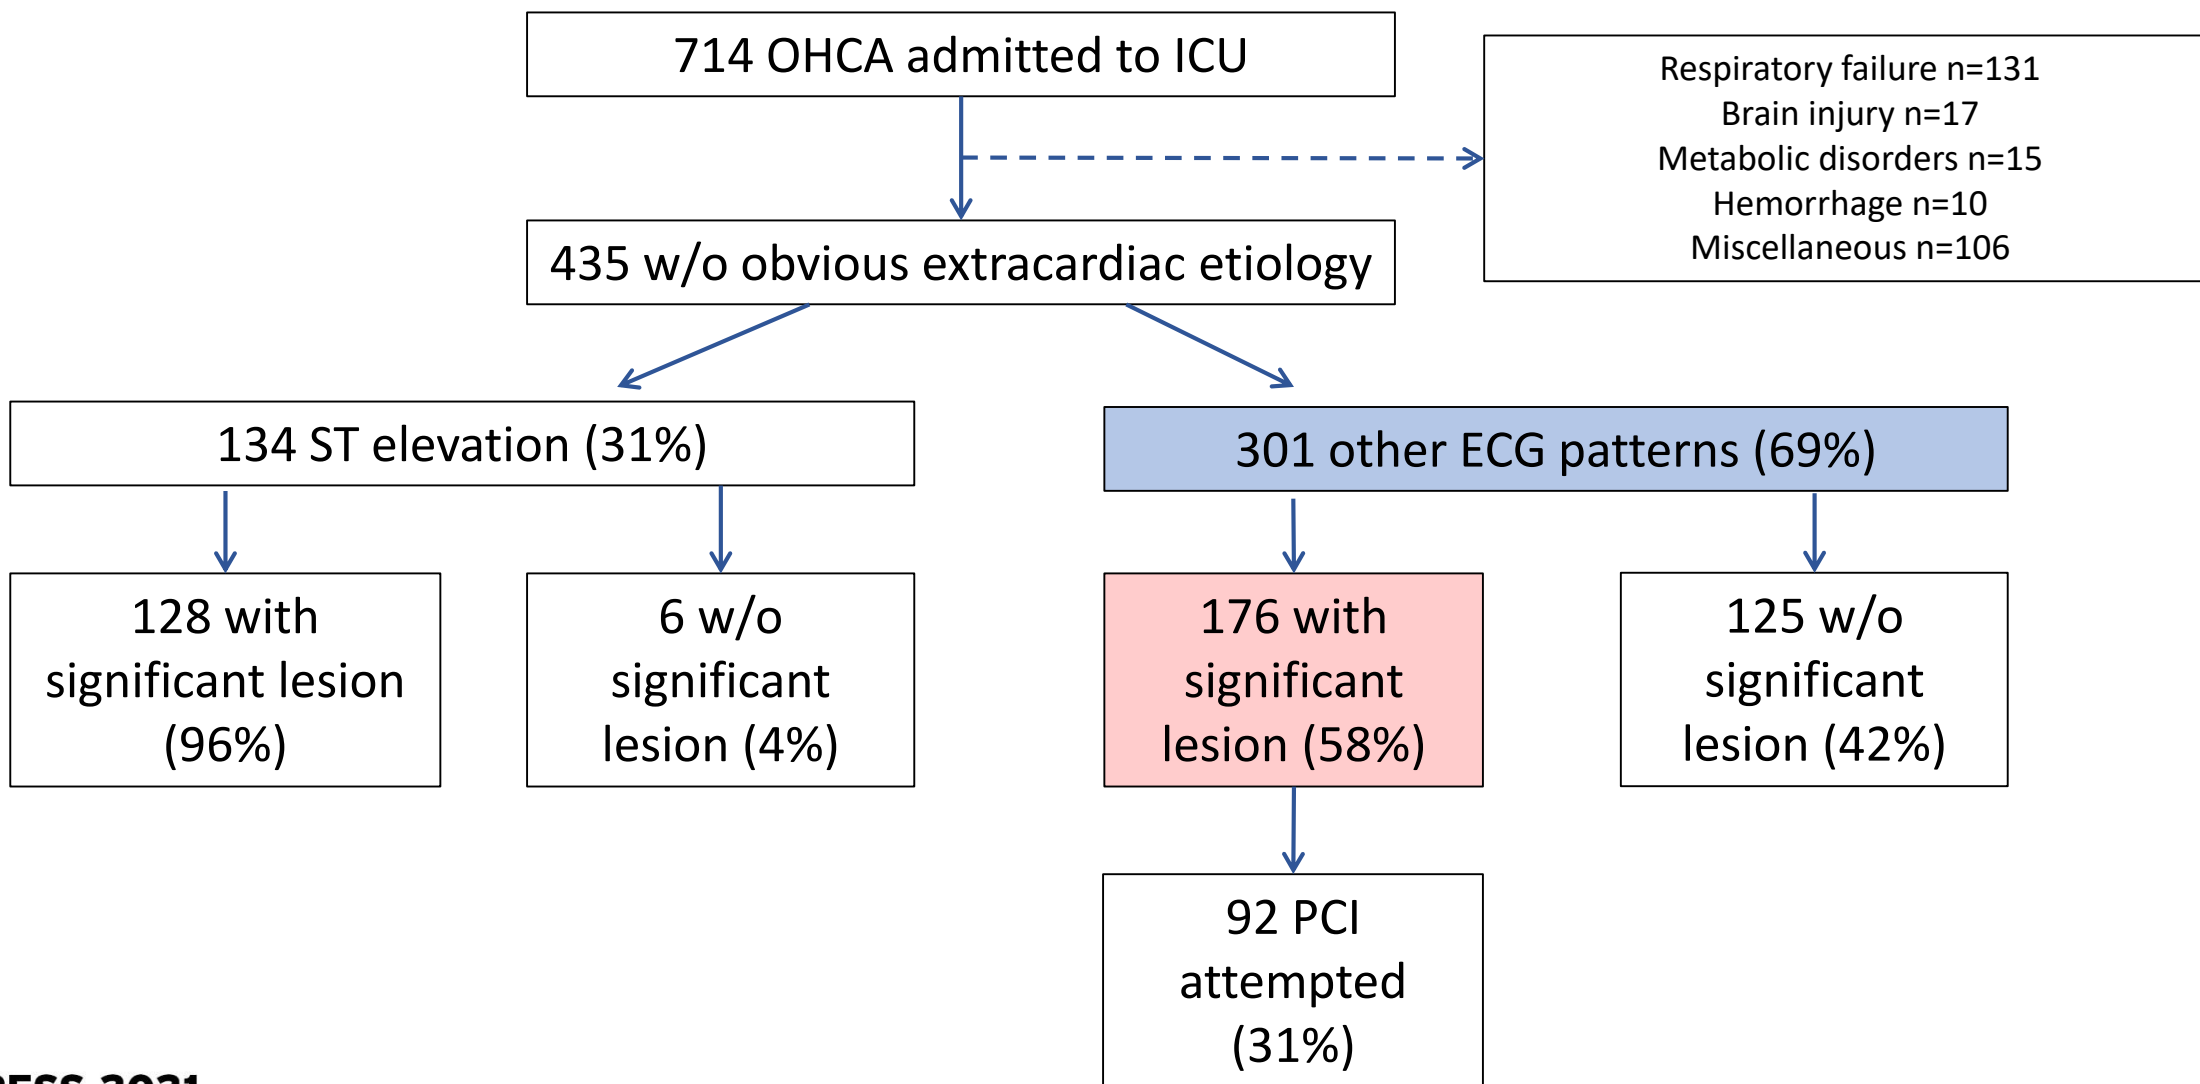 714 OHCA admitted to ICU
Respiratory failure n=131
Brain injury n=17
Metabolic disorders n=15
Hemorrhage n=10
Miscellaneous n=106
435 w/o obvious extracardiac etiology
134 ST elevation (31%)
301 other ECG patterns (69%)
128 with
significant lesion
(96%)
6 w/o
significant
lesion (4%)
176 with
significant
lesion (58%)
125 w/o
significant
lesion (42%)
92 PCI
attempted
(31%)